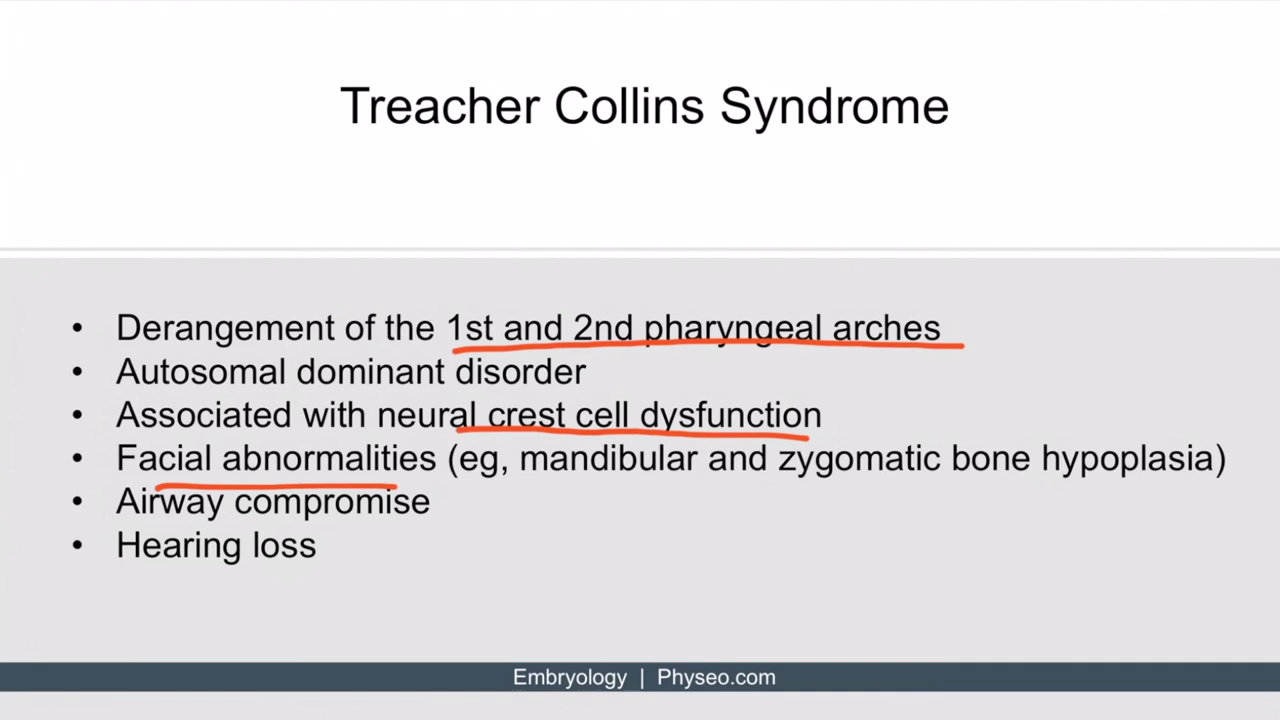 Treacher Collins Syndrome
• Derangement of the 1st and 2nd pharyngeal arches
• Autosomal dominant disorder
• Associated with neural crest cell dysfunction
• Facial abnormalities (eg, mandibular and zygomatic bone hypoplasia)
• Airway compromise
• Hearing loss
Embryology | Physeo.com